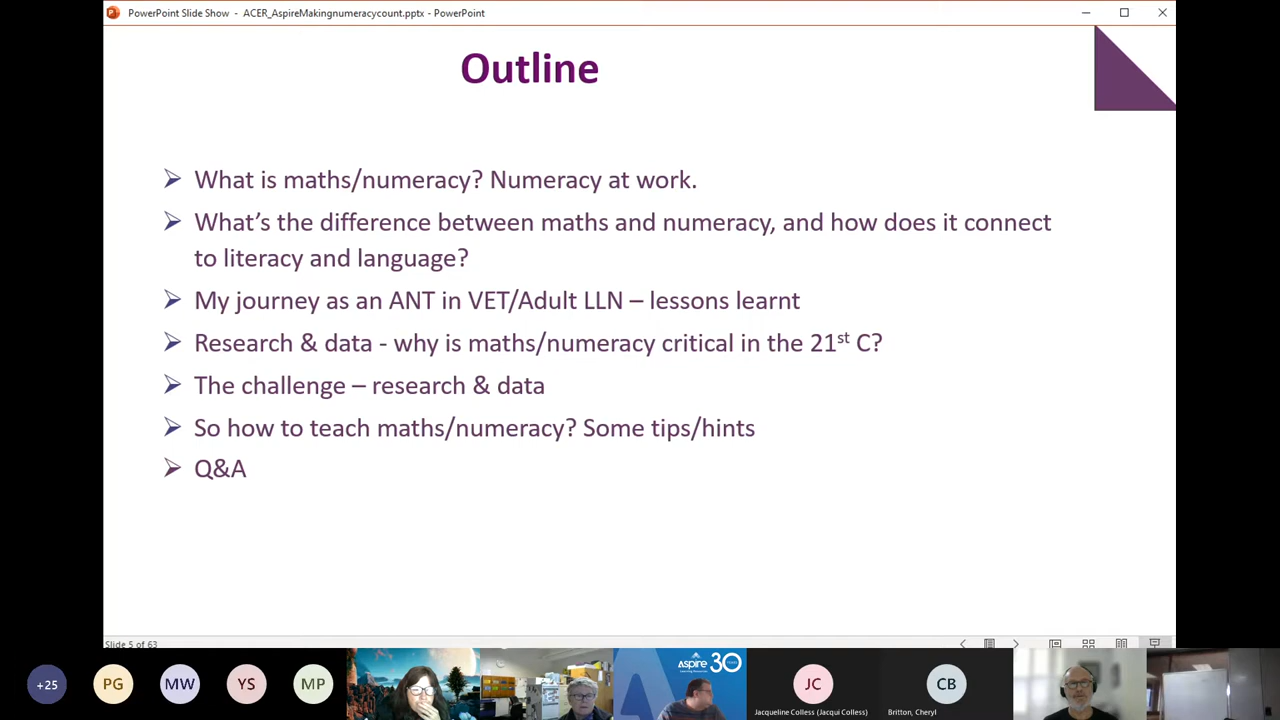 PowerPoint Slide Show - ACER_AspireMakingnumeracycount.pptx - PowerPoint
Outline
What is maths/numeracy? Numeracy at work.
What's the difference between maths and numeracy, and how does it connect
to literacy and language?
My journey as an ANT in VET/Adult LLN – lessons learnt
Research & data - why is maths/numeracy critical in the 21st C?
The challenge – research & data
So how to teach maths/numeracy? Some tips/hints
Q&A
Slide 5 of 63
+25 PG MW YS MP
Aspire 30
JC CB
Jacqueline Colless (Jacqui Colless) Britton, Cheryl